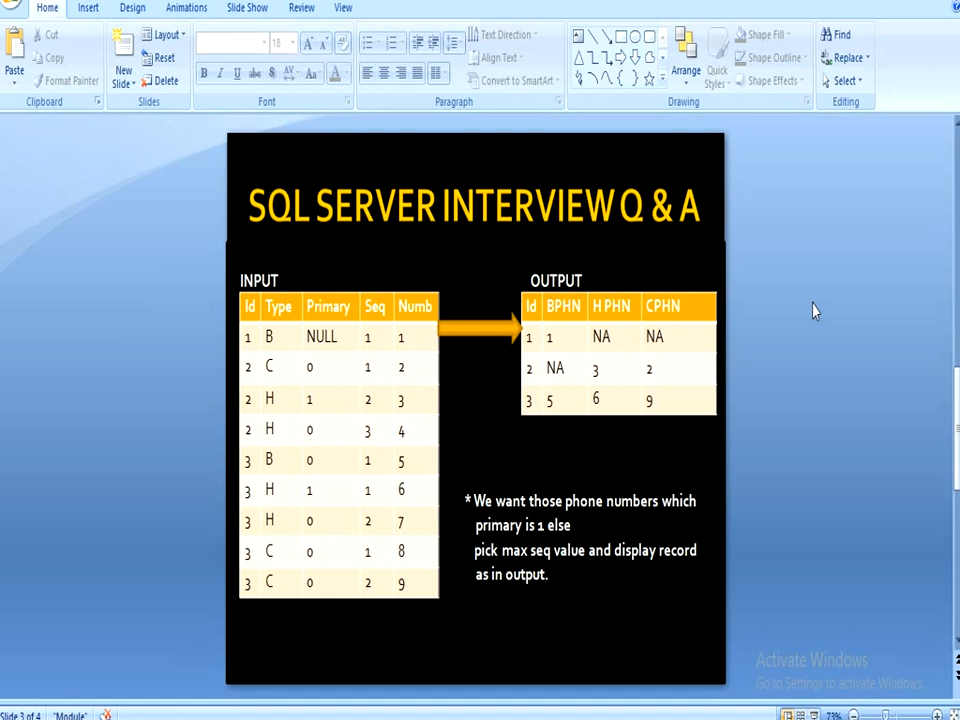 Home Insert Design Animations Slide Show Review View
Cut
Copy
Format Painter
Paste
Clipboard
New
Slide
Layout
Reset
Delete
Slides
18
A A
B I U abc S AV Aa A
Font
Text Direction
Align Text
Convert to SmartArt
Paragraph
Arrange
Quick
Styles
Shape Fill
Shape Outline
Shape Effects
Drawing
Find
Replace
Select
Editing
SQL SERVER INTERVIEW Q & A
INPUT
Id Type Primary Seq Numb
1 B NULL 1 1
2 C 0 1 2
2 H 1 2 3
2 H 0 3 4
3 B 0 1 5
3 H 1 1 6
3 H 0 2 7
3 C 0 1 8
3 C 0 2 9
OUTPUT
Id BPHN H PHN CPHN
1 1 NA NA
2 NA 3 2
3 5 6 9
* We want those phone numbers which
primary is 1 else
pick max seq value and display record
as in output.
Activate Windows
Go to Settings to activate Windows.
Slide 3 of 4 "Module" 73%